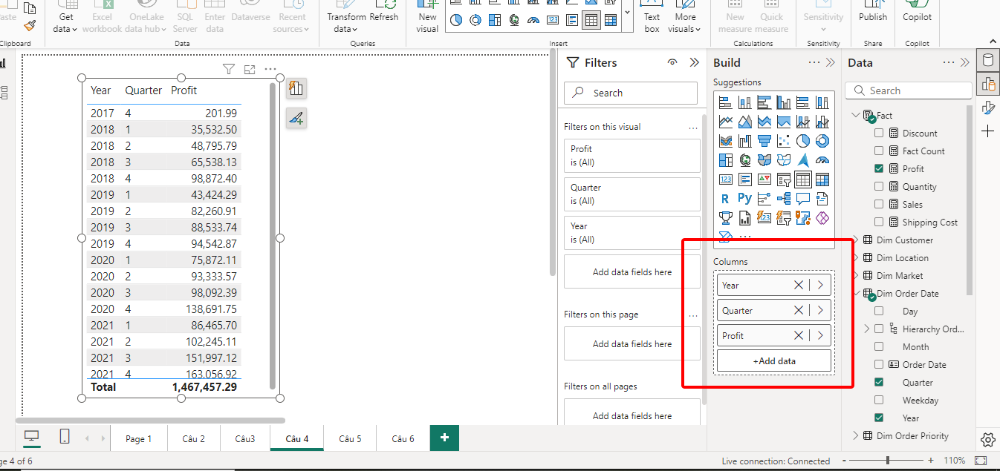 Paste
Clipboard
Get data
Excel workbook
OneLake data hub
SQL Server
Enter data
Dataverse
Recent sources
Data
Transform data
Refresh
Queries
New visual
123
Insert
Text box
More visuals
New measure
Quick measure
Calculations
Sensitivity
Sensitivity
Publish
Share
Copilot
Copilot
Year Quarter Profit
2017 4 201.99
2018 1 35,532.50
2018 2 48,795.79
2018 3 65,538.13
2018 4 98,872.40
2019 1 43,424.29
2019 2 82,260.91
2019 3 88,533.74
2019 4 94,542.87
2020 1 75,872.11
2020 2 93,333.57
2020 3 98,092.39
2020 4 138,691.75
2021 1 86,465.70
2021 2 102,245.11
2021 3 151,997.12
2021 4 163,056.92
Total 1,467,457.29
Filters
Search
Filters on this visual ...
Profit
is (All)
Quarter
is (All)
Year
is (All)
Add data fields here
Filters on this page ...
Add data fields here
Filters on all pages
Add data fields here
Build
Suggestions
123
R Py
123
...
Columns
Year
Quarter
Profit
+Add data
Data
Search
Fact
Discount
Fact Count
Profit
Quantity
Sales
Shipping Cost
Dim Customer
Dim Location
Dim Market
Dim Order Date
Day
Hierarchy Ord...
Month
Order Date
Quarter
Weekday
Year
Dim Order Priority
Page 1 Câu 2 Câu3 Câu 4 Câu 5 Câu 6 +
Page 4 of 6
Live connection: Connected - + 110%